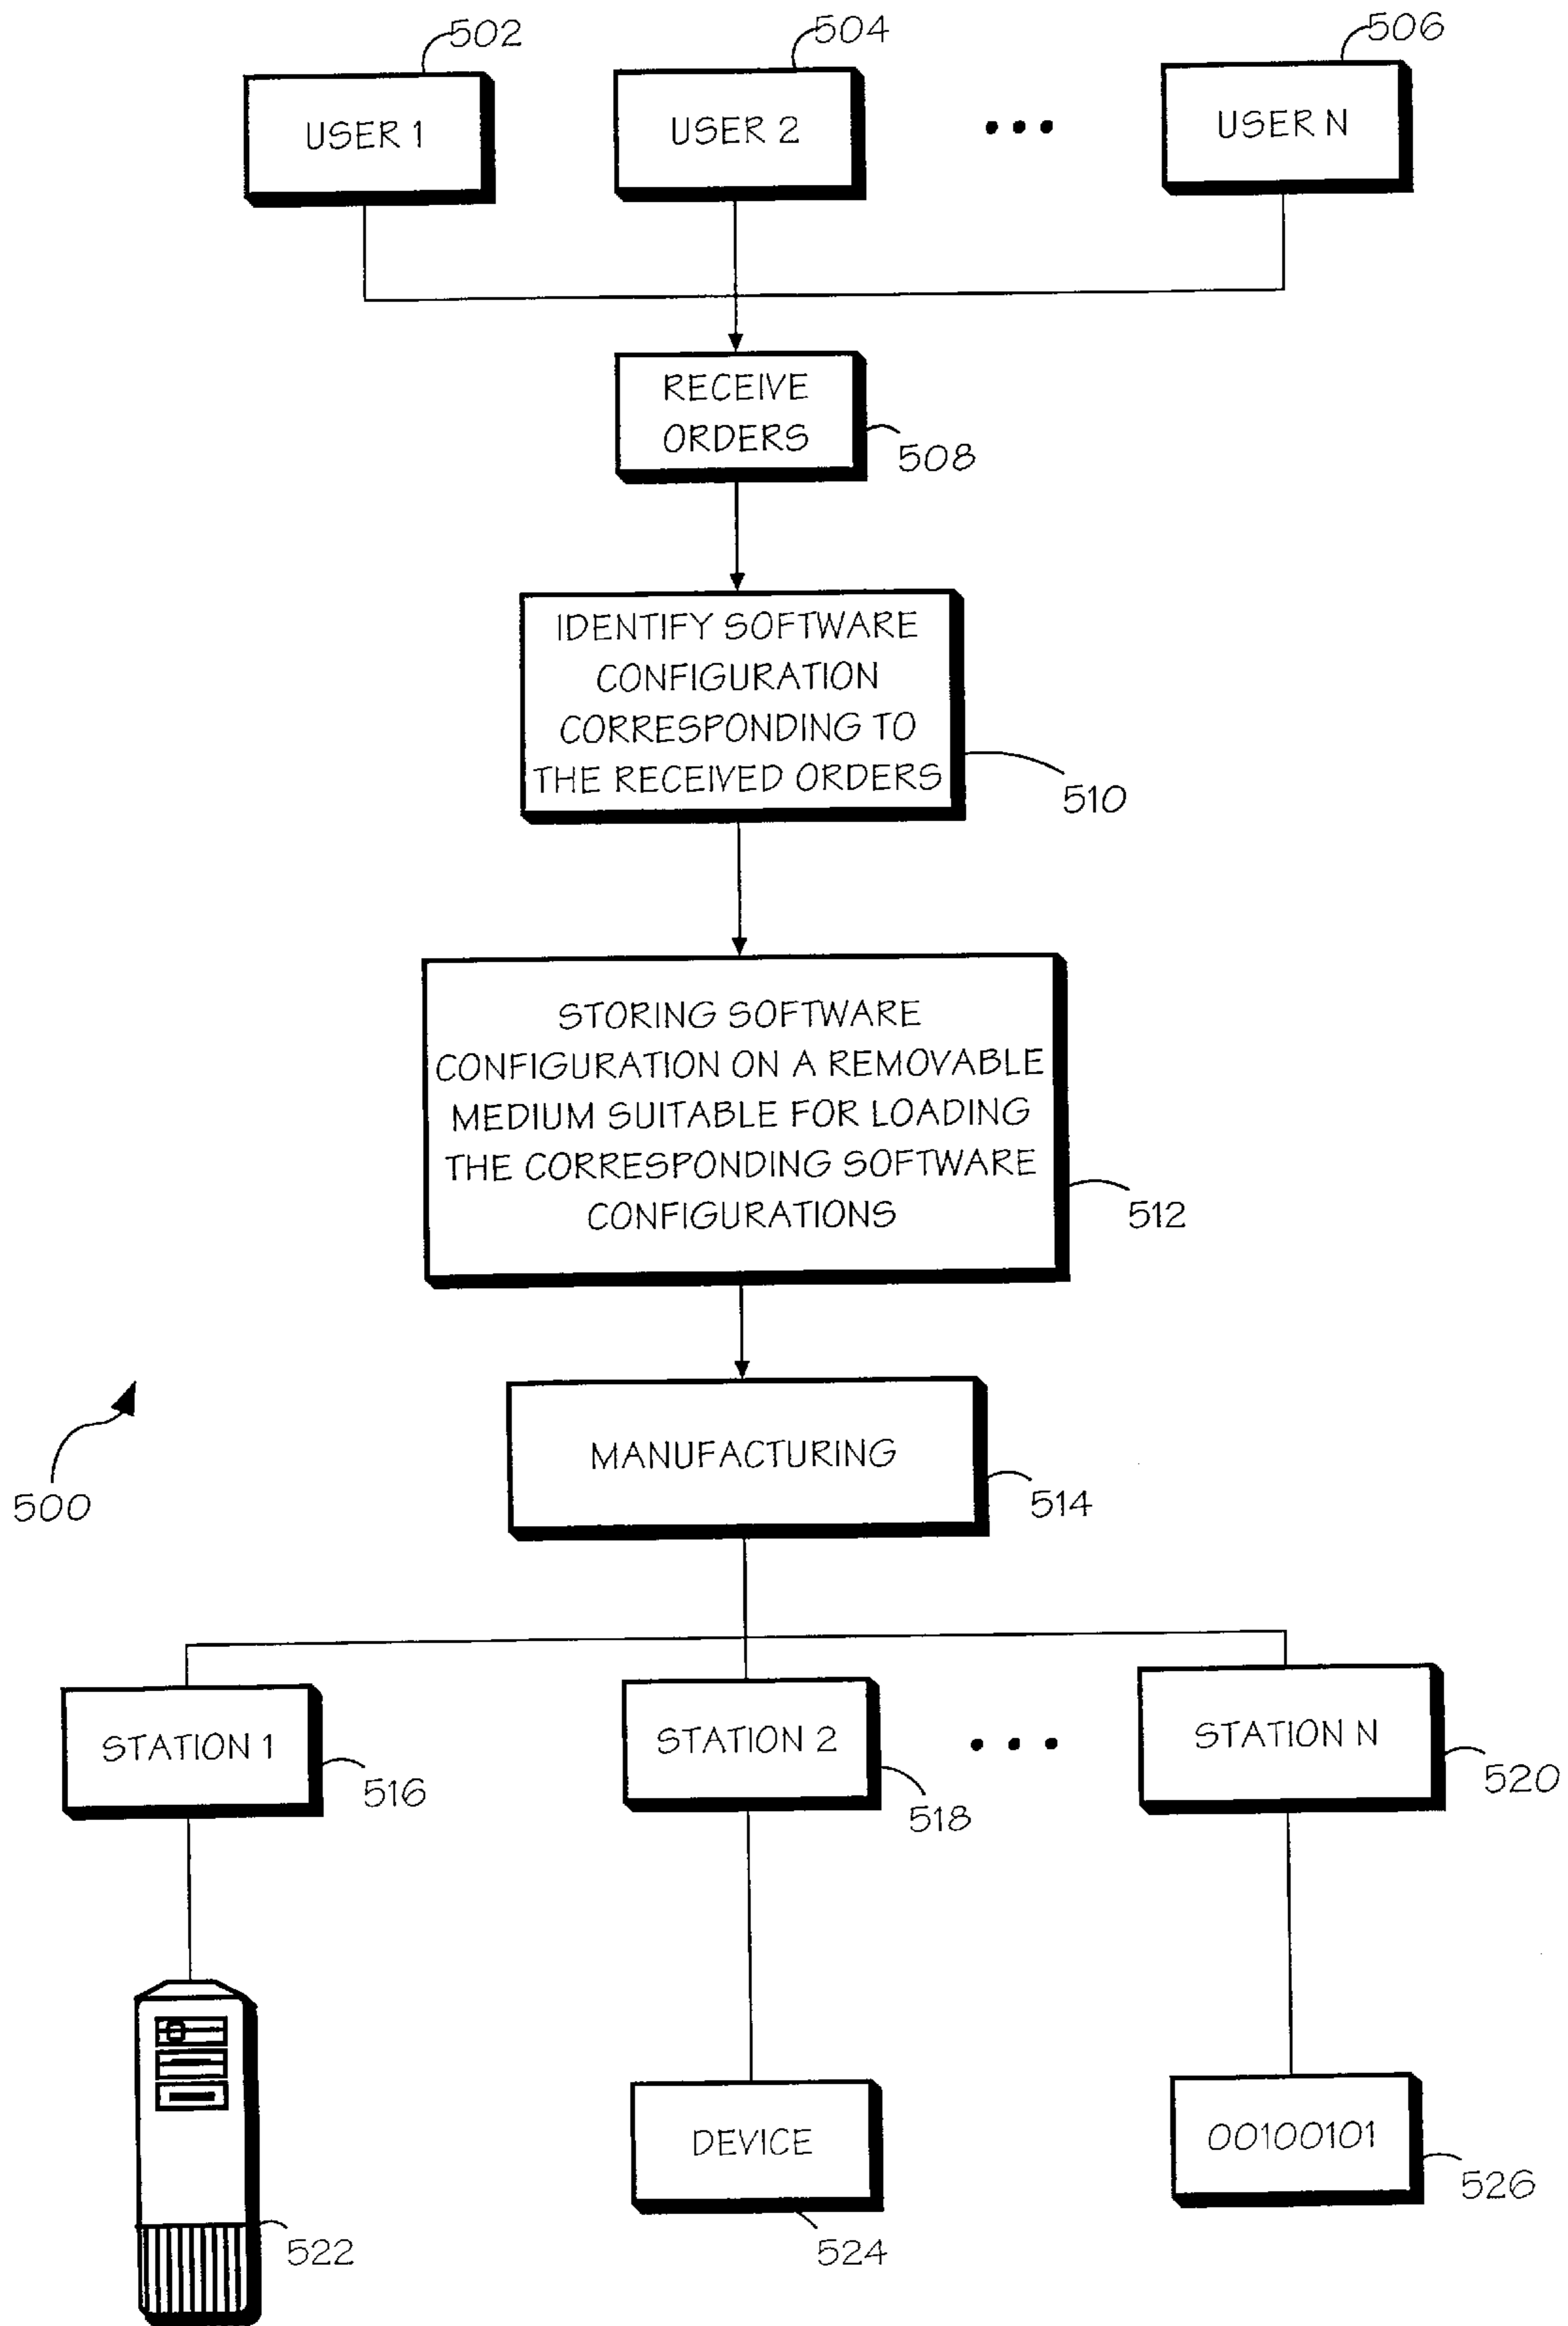 502
504
506
USER 1
USER 2
USER N
RECEIVE
ORDERS
508
IDENTIFY SOFTWARE
CONFIGURATION
CORRESPONDING TO
THE RECEIVED ORDERS
510
STORING SOFTWARE
CONFIGURATION ON A REMOVABLE
MEDIUM SUITABLE FOR LOADING
THE CORRESPONDING SOFTWARE
CONFIGURATIONS
512
MANUFACTURING
514
500
STATION 1
516
STATION 2
518
STATION N
520
522
DEVICE
524
00100101
526